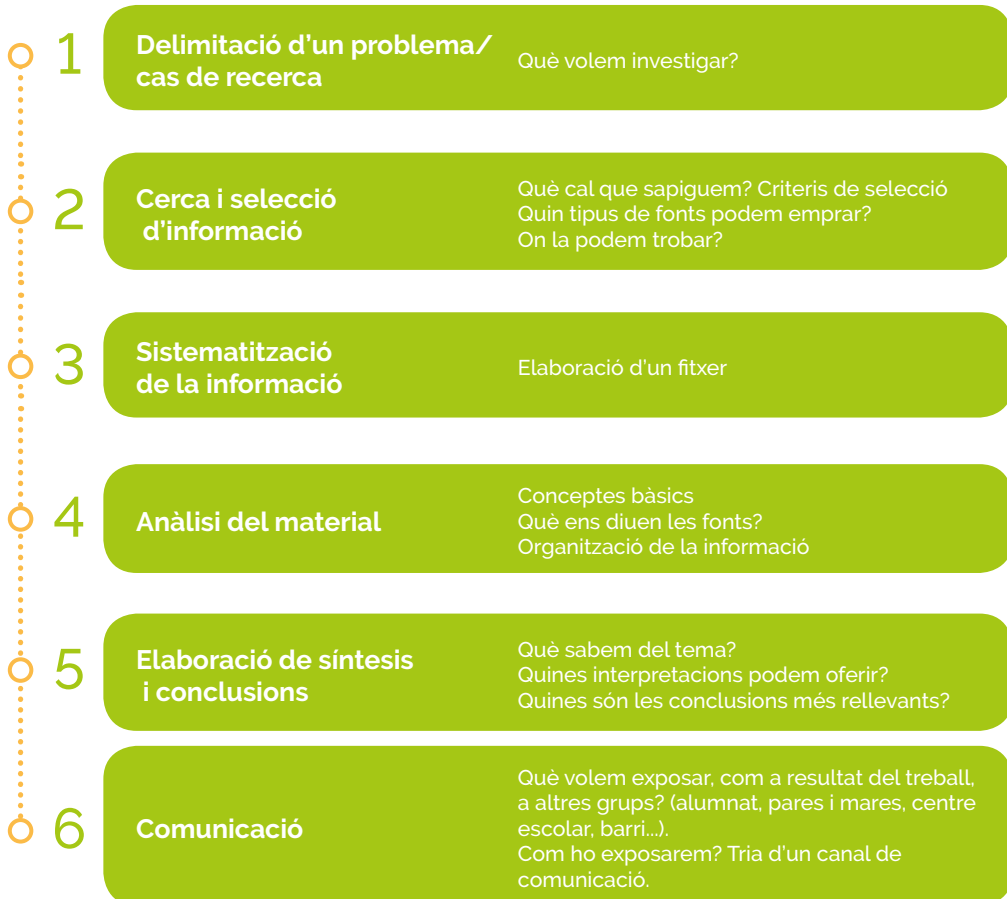 1
Delimitació d'un problema/
cas de recerca
Què volem investigar?
2
Cerca i selecció
d'informació
Què cal que sapiguem? Criteris de selecció
Quin tipus de fonts podem emprar?
On la podem trobar?
3
Sistematització
de la informació
Elaboració d'un fitxer
4
Anàlisi del material
Conceptes bàsics
Què ens diuen les fonts?
Organització de la informació
5
Elaboració de síntesis
i conclusions
Què sabem del tema?
Quines interpretacions podem oferir?
Quines són les conclusions més rellevants?
6
Comunicació
Què volem exposar, com a resultat del treball,
a altres grups? (alumnat, pares i mares, centre
escolar, barri...).
Com ho exposarem? Tria d'un canal de
comunicació.